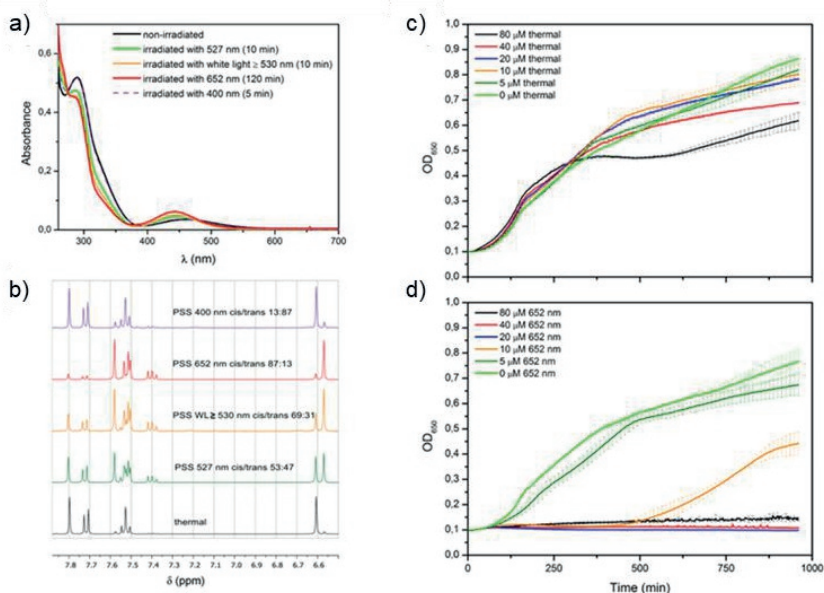 a)
non-irradiated
irradiated with 527 nm (10 min)
irradiated with white light ≥ 530 nm (10 min)
irradiated with 652 nm (120 min)
irradiated with 400 nm (5 min)
0,6
0,4
0,2
0,0
Absorbance
300
400
500
600
700
λ (nm)
b)
PSS 400 nm cis/trans 13:87
PSS 652 nm cis/trans 87:13
PSS WL≥ 530 nm cis/trans 69:31
PSS 527 nm cis/trans 53:47
thermal
7.8 7.7 7.6 7.5 7.4 7.3 7.2 7.1 7.0 6.9 6.8 6.7 6.6
δ (ppm)
c)
80 µM thermal
40 µM thermal
20 µM thermal
10 µM thermal
5 µM thermal
0 µM thermal
1,0
0,9
0,8
0,7
0,6
0,5
0,4
0,3
0,2
0,1
0,0
OD650
d)
80 µM 652 nm
40 µM 652 nm
20 µM 652 nm
10 µM 652 nm
5 µM 652 nm
0 µM 652 nm
1,0
0,9
0,8
0,7
0,6
0,5
0,4
0,3
0,2
0,1
0,0
OD650
0 250 500 750 1000
Time (min)